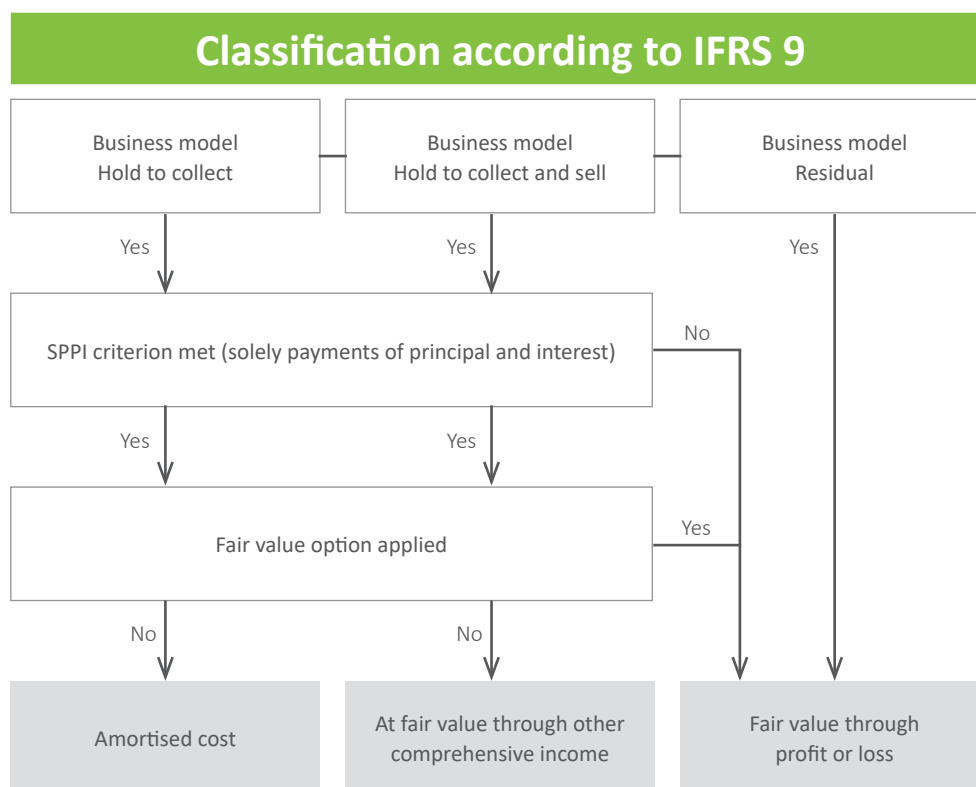 Classification according to IFRS 9
Business model
Hold to collect
Business model
Hold to collect and sell
Business model
Residual
Yes
Yes
Yes
SPPI criterion met (solely payments of principal and interest)
No
Yes
Yes
Fair value option applied
Yes
No
No
Amortised cost
At fair value through other
comprehensive income
Fair value through
profit or loss